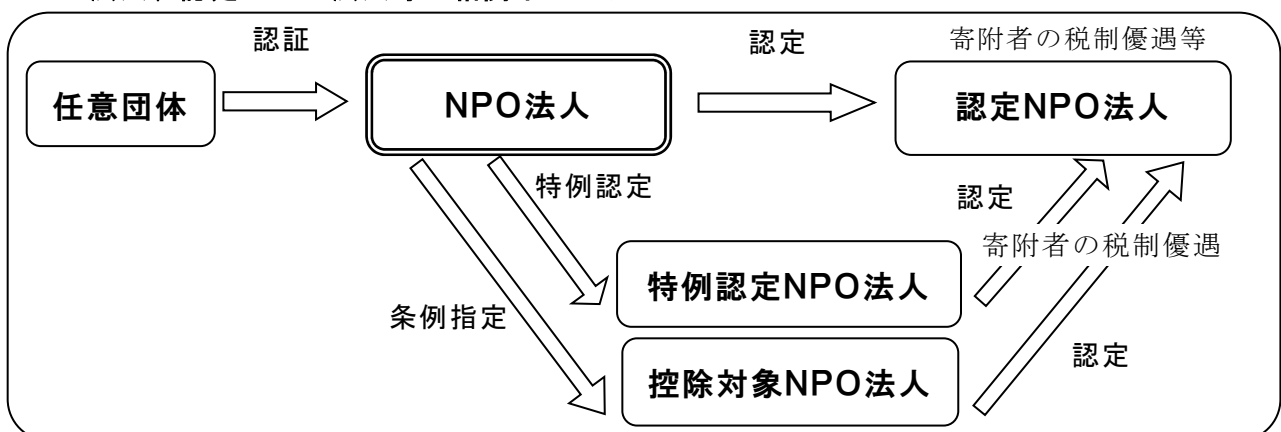 認証
認定
寄附者の税制優遇等
任意団体
NPO法人
認定NPO法人
特例認定
認定
寄附者の税制優遇
特例認定NPO法人
条例指定
認定
控除対象NPO法人